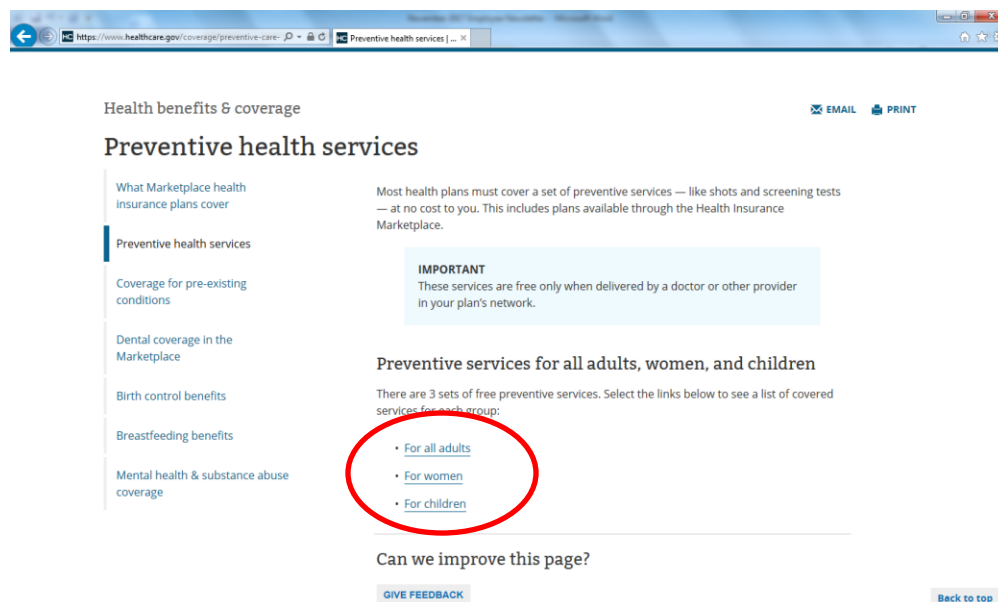 https://www.healthcare.gov/coverage/preventive-care-
HC Preventive health services | ...
Health benefits & coverage
EMAIL PRINT
Preventive health services
What Marketplace health
insurance plans cover
Preventive health services
Coverage for pre-existing
conditions
Dental coverage in the
Marketplace
Birth control benefits
Breastfeeding benefits
Mental health & substance abuse
coverage
Most health plans must cover a set of preventive services — like shots and screening tests
— at no cost to you. This includes plans available through the Health Insurance
Marketplace.
IMPORTANT
These services are free only when delivered by a doctor or other provider
in your plan's network.
Preventive services for all adults, women, and children
There are 3 sets of free preventive services. Select the links below to see a list of covered
services for each group:
• For all adults
• For women
• For children
Can we improve this page?
GIVE FEEDBACK
Back to top